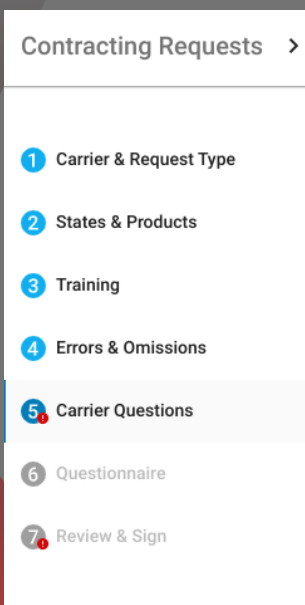 Contracting Requests
1 Carrier & Request Type
2 States & Products
3 Training
4 Errors & Omissions
5 Carrier Questions
6 Questionnaire
7 Review & Sign